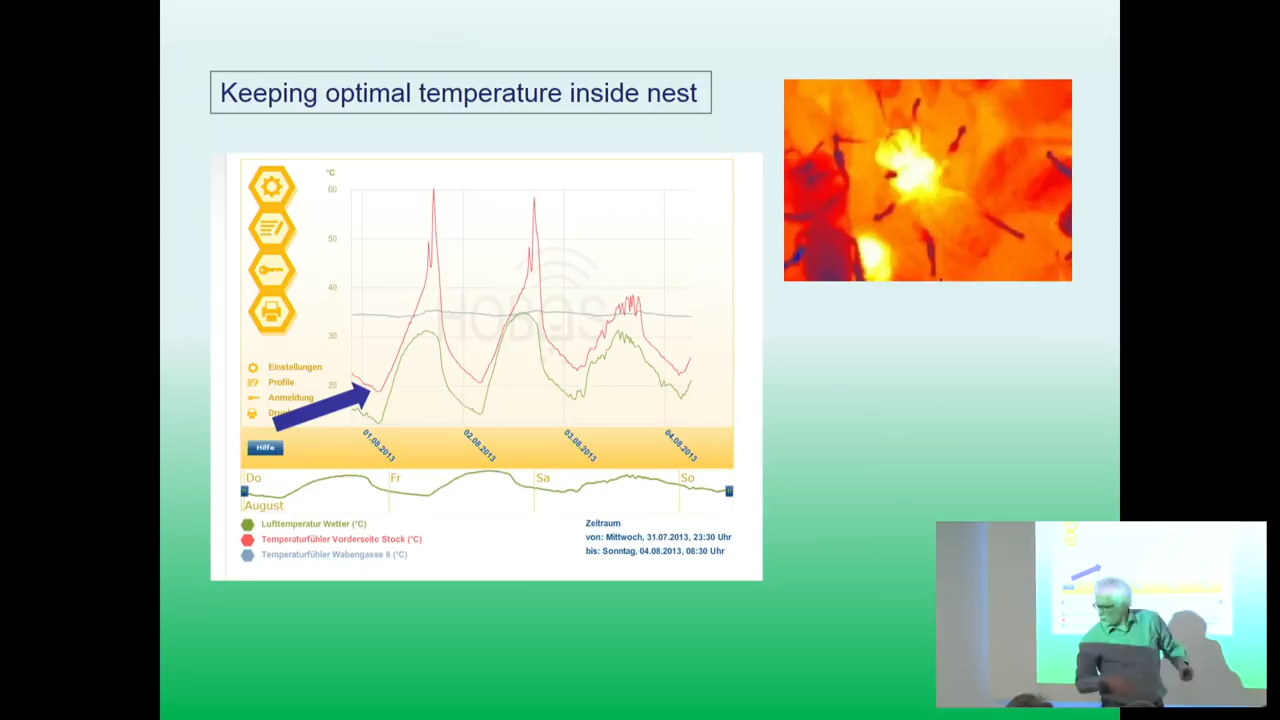 Keeping optimal temperature inside nest
°C
60
50
40
30
20
HOBOS
Einstellungen
Profile
Anmeldung
Hilfe
01.08.2013
02.08.2013
03.08.2013
04.08.2013
Do
Fr
Sa
So
August
Lufttemperatur Wetter (°C)
Temperaturfühler Vorderseite Stock (°C)
Temperaturfühler Wabengasse 6 (°C)
Zeitraum
von: Mittwoch, 31.07.2013, 23:30 Uhr
bis: Sonntag, 04.08.2013, 08:30 Uhr